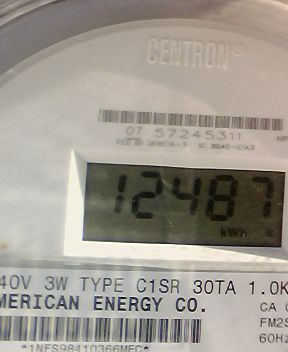 CENTRON®
07 57245311
12487
kWh
40V 3W TYPE C1SR 30TA 1.0K
MERICAN ENERGY CO.
CA
FM2S
60Hz
*1NFS98410366MEC*